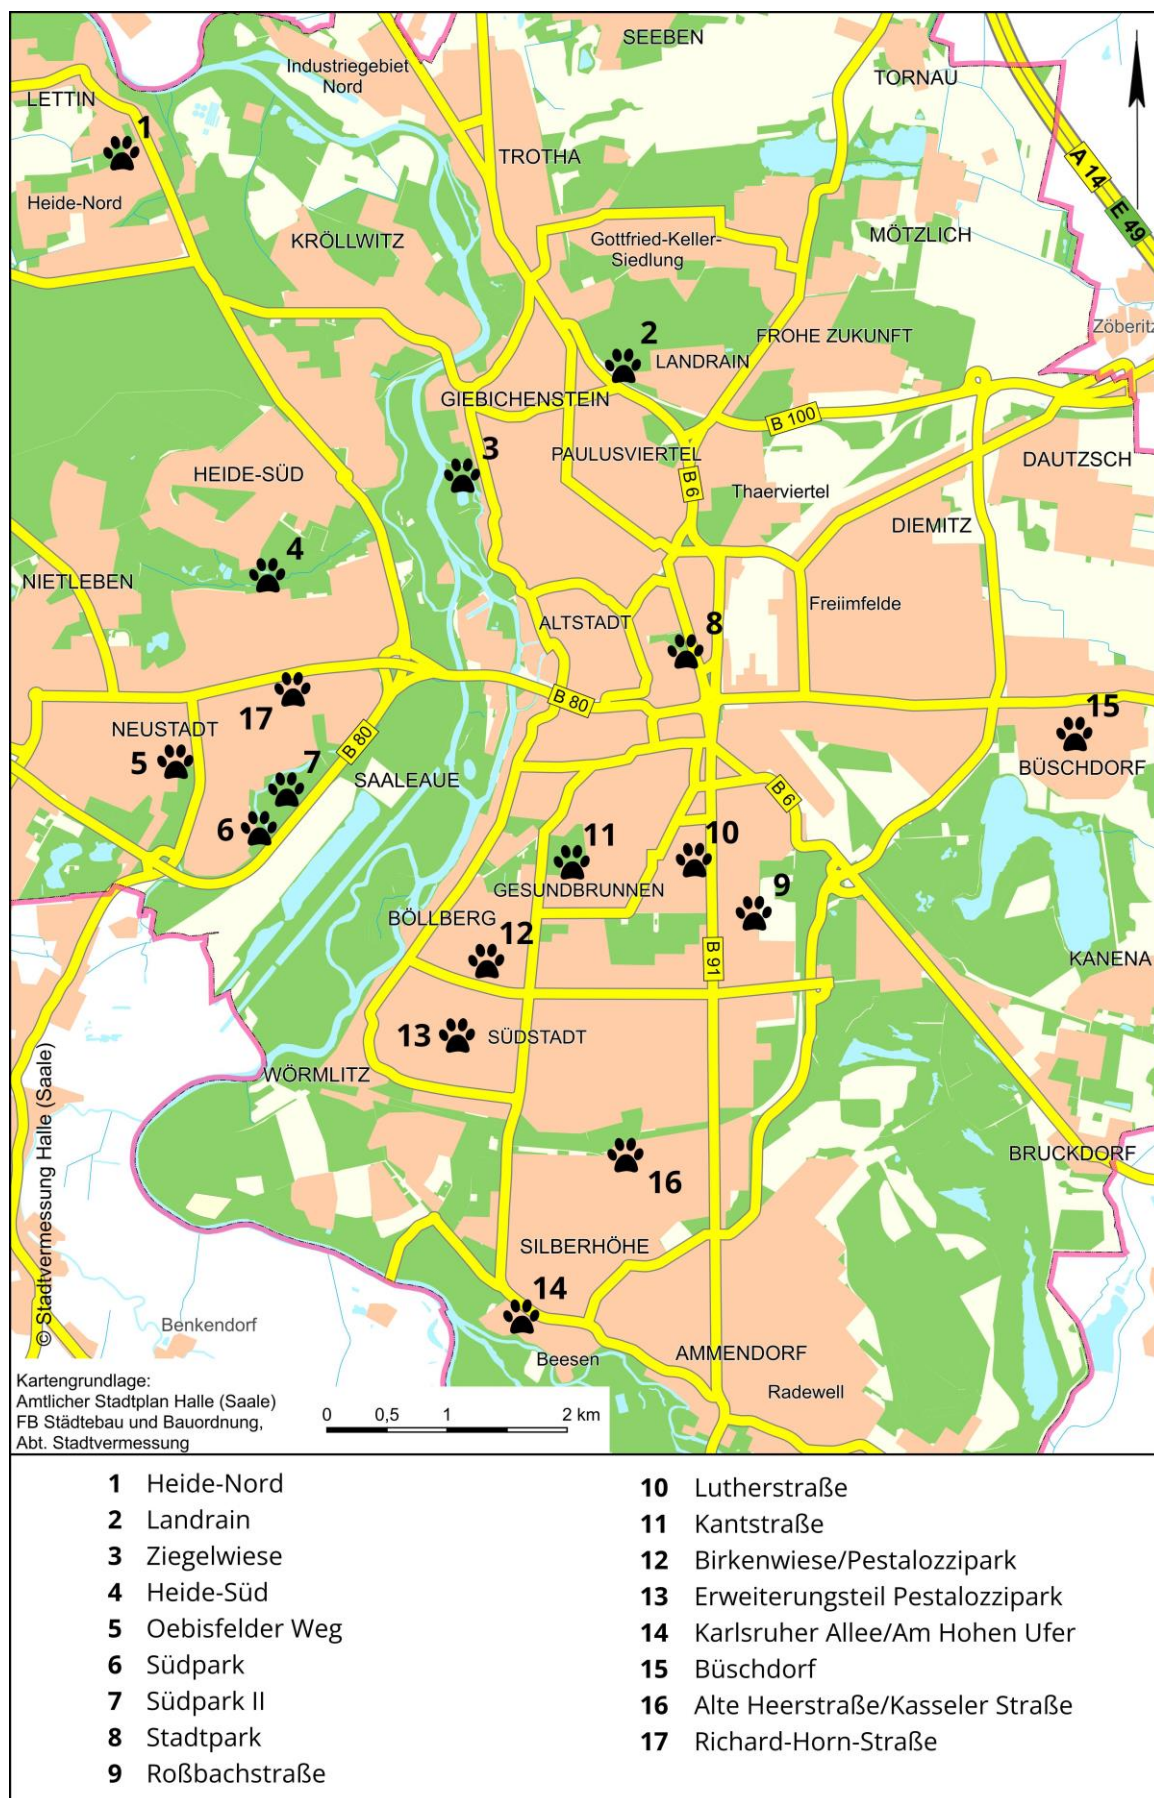 SEEBEN
Industriegebiet
Nord
TORNAU
LETTIN
1
A 14
TROTHA
E 49
Heide-Nord
KRÖLLWITZ
Gottfried-Keller-
Siedlung
MÖTZLICH
Zöberitz
2
FROHE ZUKUNFT
LANDRAIN
GIEBICHENSTEIN
B 100
3
PAULUSVIERTEL
DAUTZSCH
HEIDE-SÜD
B 6
Thaerviertel
DIEMITZ
4
NIETLEBEN
Freiimfelde
ALTSTADT
8
B 80
15
17
NEUSTADT
B 80
5
7
SAALEAUE
BÜSCHDORF
B 6
6
11
10
GESUNDBRUNNEN
9
BÖLLBERG
12
B 91
KANENA
13
SÜDSTADT
WÖRMLITZ
BRUCKDORF
16
SILBERHÖHE
14
Benkendorf
Beesen
AMMENDORF
Radewell
© Stadtvermessung Halle (Saale)
Kartengrundlage:
Amtlicher Stadtplan Halle (Saale)
FB Städtebau und Bauordnung,
Abt. Stadtvermessung
0 0,5 1 2 km
1 Heide-Nord
2 Landrain
3 Ziegelwiese
4 Heide-Süd
5 Oebisfelder Weg
6 Südpark
7 Südpark II
8 Stadtpark
9 Roßbachstraße
10 Lutherstraße
11 Kantstraße
12 Birkenwiese/Pestalozzipark
13 Erweiterungsteil Pestalozzipark
14 Karlsruher Allee/Am Hohen Ufer
15 Büschdorf
16 Alte Heerstraße/Kasseler Straße
17 Richard-Horn-Straße